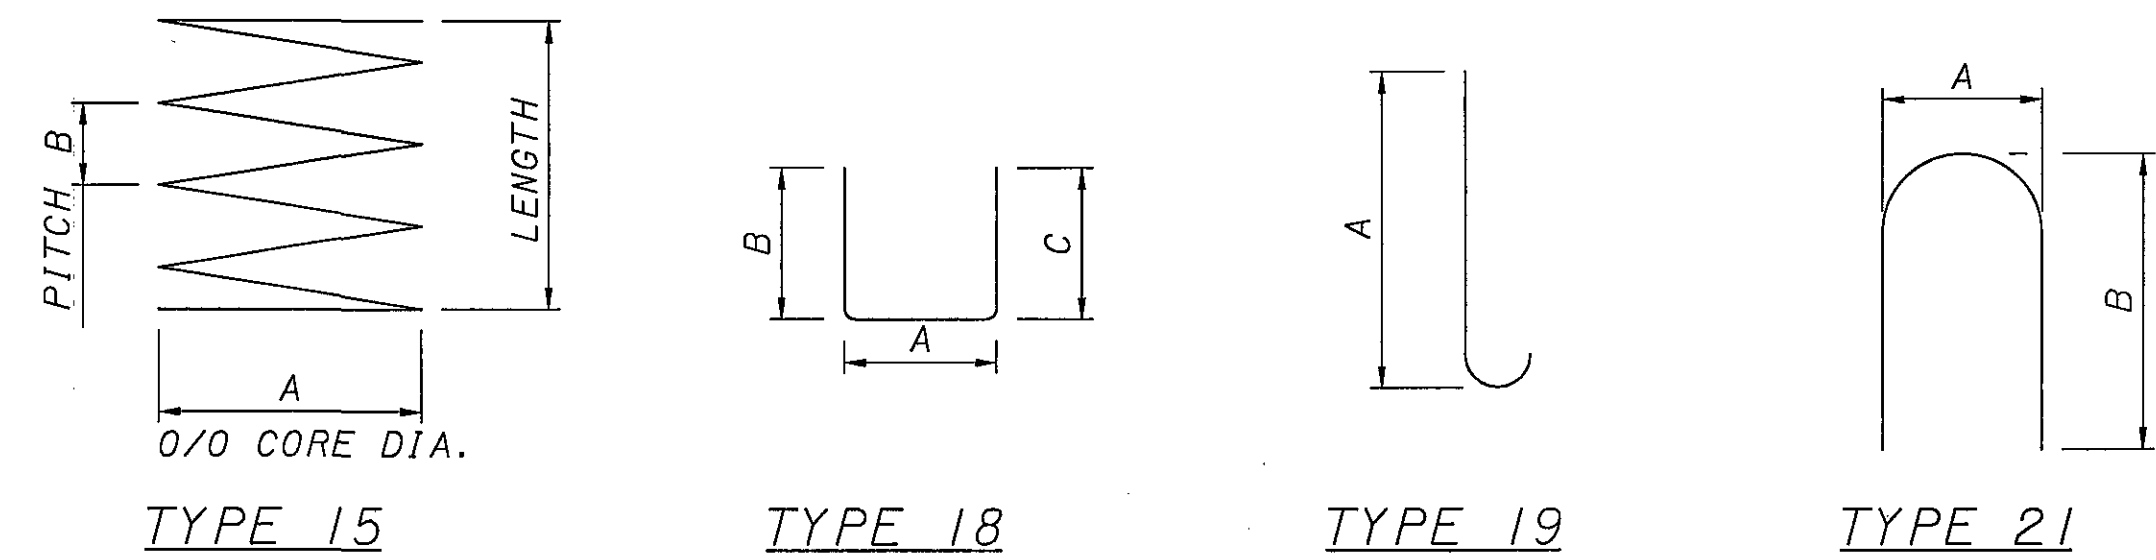 PITCH B
LENGTH
A
O/O CORE DIA.
TYPE 15
B
C
A
TYPE 18
A
TYPE 19
A
B
TYPE 21